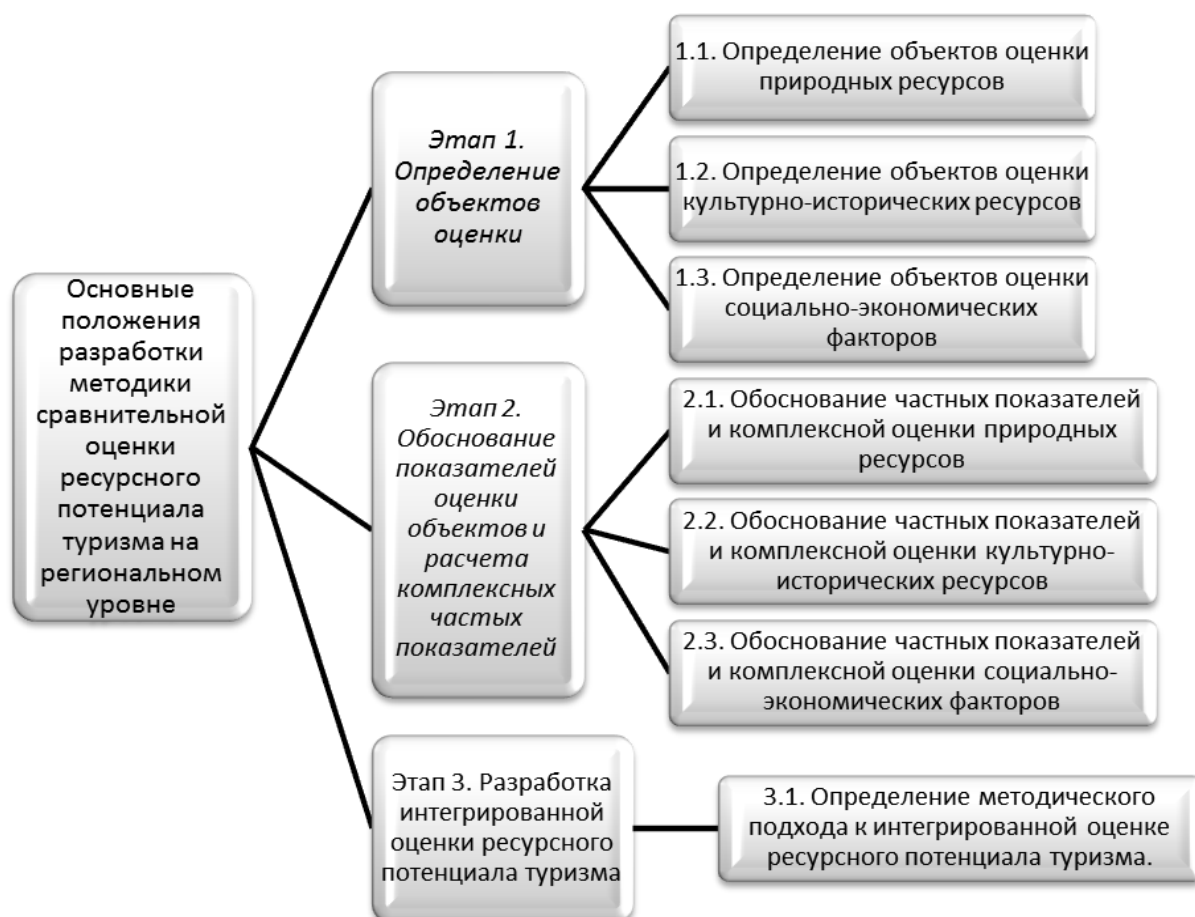 Основные
положения
разработки
методики
сравнительной
оценки
ресурсного
потенциала
туризма на
региональном
уровне
Этап 1.
Определение
объектов
оценки
1.1. Определение объектов оценки
природных ресурсов
1.2. Определение объектов оценки
культурно-исторических ресурсов
1.3. Определение объектов оценки
социально-экономических
факторов
Этап 2.
Обоснование
показателей
оценки
объектов и
расчета
комплексных
частых
показателей
2.1. Обоснование частных показателей
и комплексной оценки природных
ресурсов
2.2. Обоснование частных показателей
и комплексной оценки культурно-
исторических ресурсов
2.3. Обоснование частных показателей
и комплексной оценки социально-
экономических факторов
Этап 3. Разработка
интегрированной
оценки ресурсного
потенциала туризма
3.1. Определение методического
подхода к интегрированной оценке
ресурсного потенциала туризма.